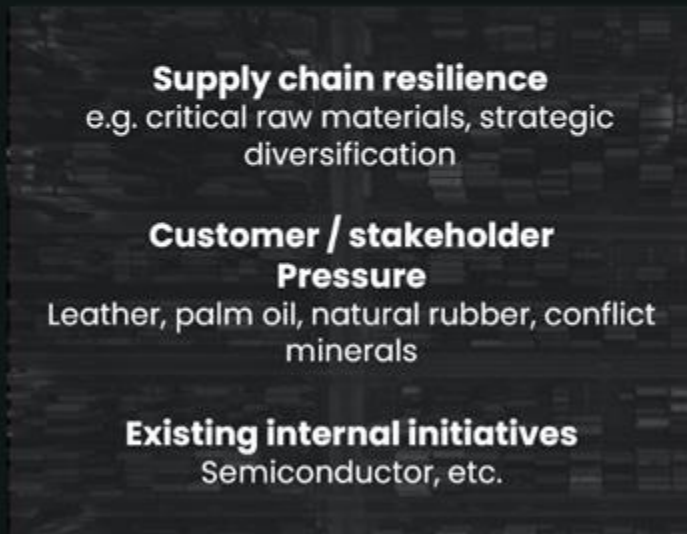 Supply chain resilience
e.g. critical raw materials, strategic
diversification
Customer / stakeholder
Pressure
Leather, palm oil, natural rubber, conflict
minerals
Existing internal initiatives
Semiconductor, etc.